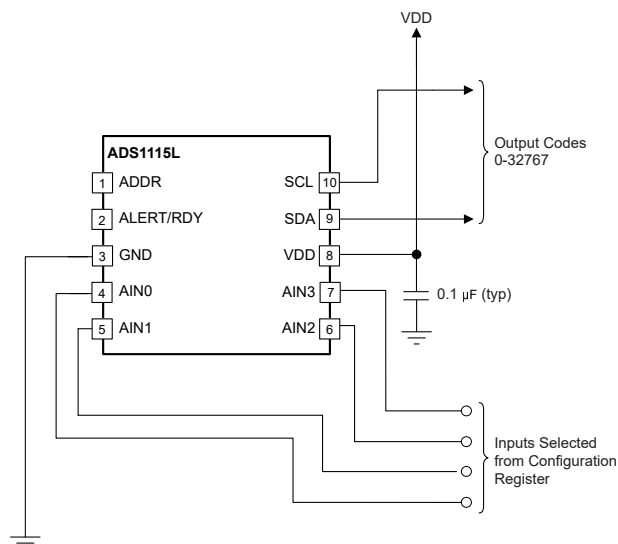 VDD
ADS1115L
Output Codes
0-32767
1 ADDR
SCL 10
2 ALERT/RDY
SDA 9
3 GND
VDD 8
4 AIN0
AIN3 7
0.1 µF (typ)
5 AIN1
AIN2 6
Inputs Selected
from Configuration
Register